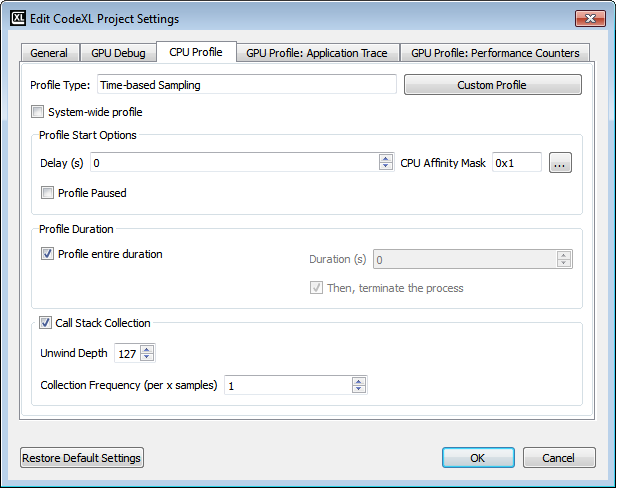 XL Edit CodeXL Project Settings
General GPU Debug CPU Profile GPU Profile: Application Trace GPU Profile: Performance Counters
Profile Type: Time-based Sampling Custom Profile
System-wide profile
Profile Start Options
Delay (s) 0 CPU Affinity Mask 0x1 ...
Profile Paused
Profile Duration
Profile entire duration Duration (s) 0
Then, terminate the process
Call Stack Collection
Unwind Depth 127
Collection Frequency (per x samples) 1
Restore Default Settings OK Cancel